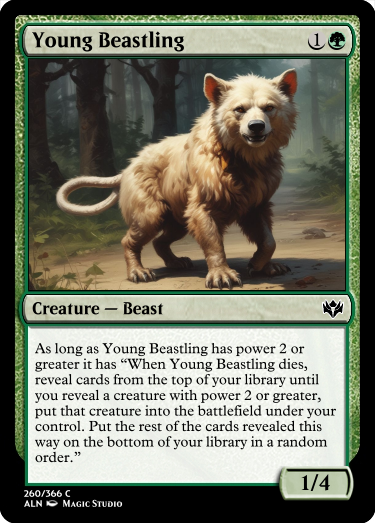 Young Beastling 1
Creature — Beast
As long as Young Beastling has power 2 or
greater it has “When Young Beastling dies,
reveal cards from the top of your library until
you reveal a creature with power 2 or greater,
put that creature into the battlefield under your
control. Put the rest of the cards revealed this
way on the bottom of your library in a random
order.”
1/4
260/366 C
ALN Magic Studio